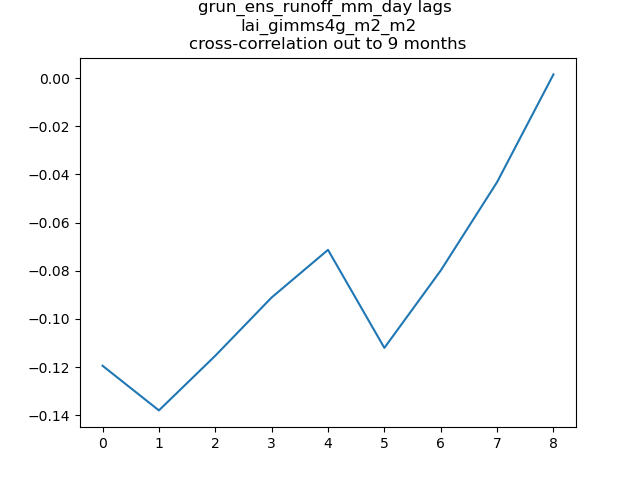 grun_ens_runoff_mm_day lags
lai_gimms4g_m2_m2
cross-correlation out to 9 months
0.00
−0.02
−0.04
−0.06
−0.08
−0.10
−0.12
−0.14
0 1 2 3 4 5 6 7 8